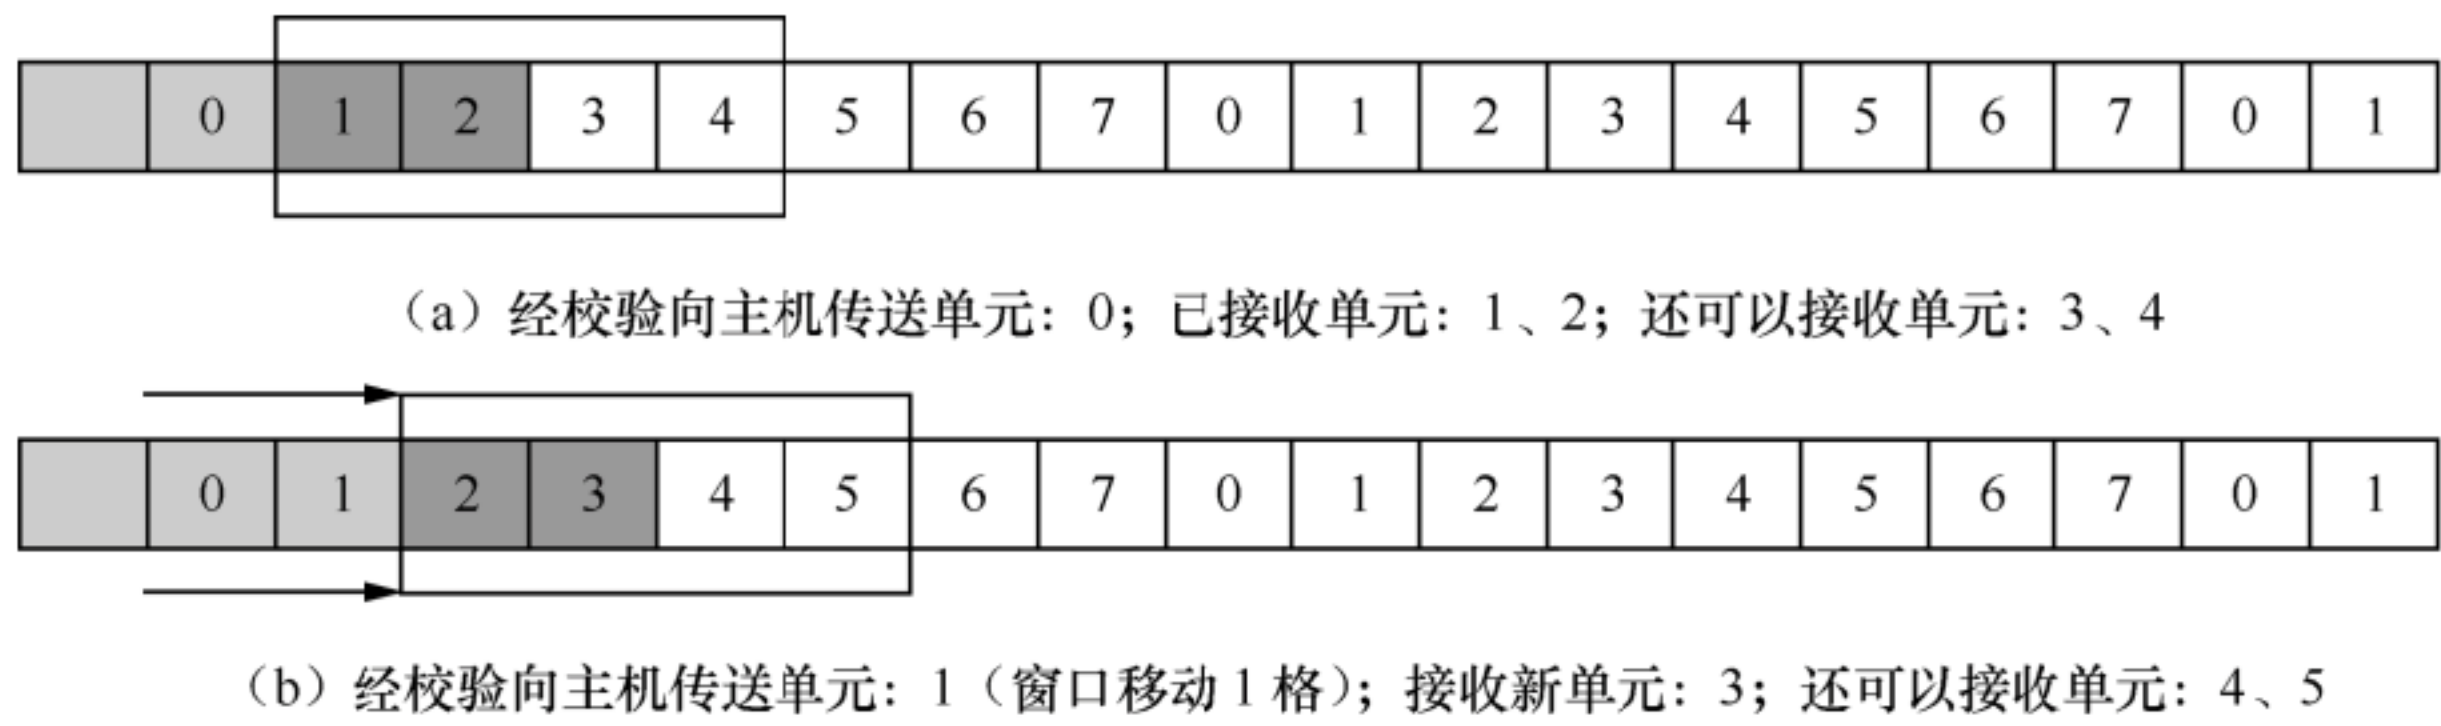 0 1 2 3 4 5 6 7 0 1 2 3 4 5 6 7 0 1
（a）经校验向主机传送单元：0；已接收单元：1、2；还可以接收单元：3、4
0 1 2 3 4 5 6 7 0 1 2 3 4 5 6 7 0 1
（b）经校验向主机传送单元：1（窗口移动 1 格）；接收新单元：3；还可以接收单元：4、5